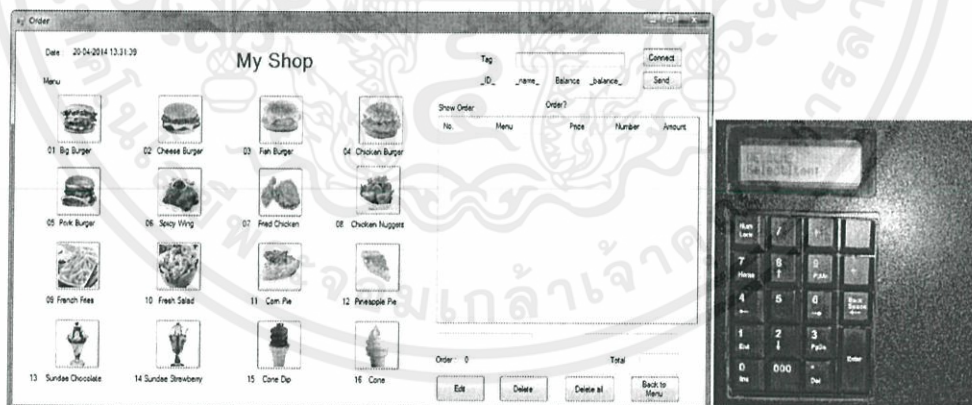 Order
Date 20-04-2014 13:31:39
My Shop
Tag
Connect
_ID_ _name_ Balance _balance_
Send
Menu
Show Order Order?
No. Menu Price Number Amount
01 Big Burger 02 Cheese Burger 03 Fish Burger 04 Chicken Burger
05 Pork Burger 06 Spicy Wing 07 Fried Chicken 08 Chicken Nuggets
09 French Fries 10 Fresh Salad 11 Corn Pie 12 Pineapple Pie
13 Sundae Chocolate 14 Sundae Strawberry 15 Cone Dip 16 Cone
Order : 0 Total
Edit Delete Delete all Back to Menu
Select Item
Num Lock /
7 Home 8 ↑ 9 PgUp
4 ← 5 6 → Back Space ←
1 End 2 ↓ 3 PgDn
0 Ins 000 . Del Enter